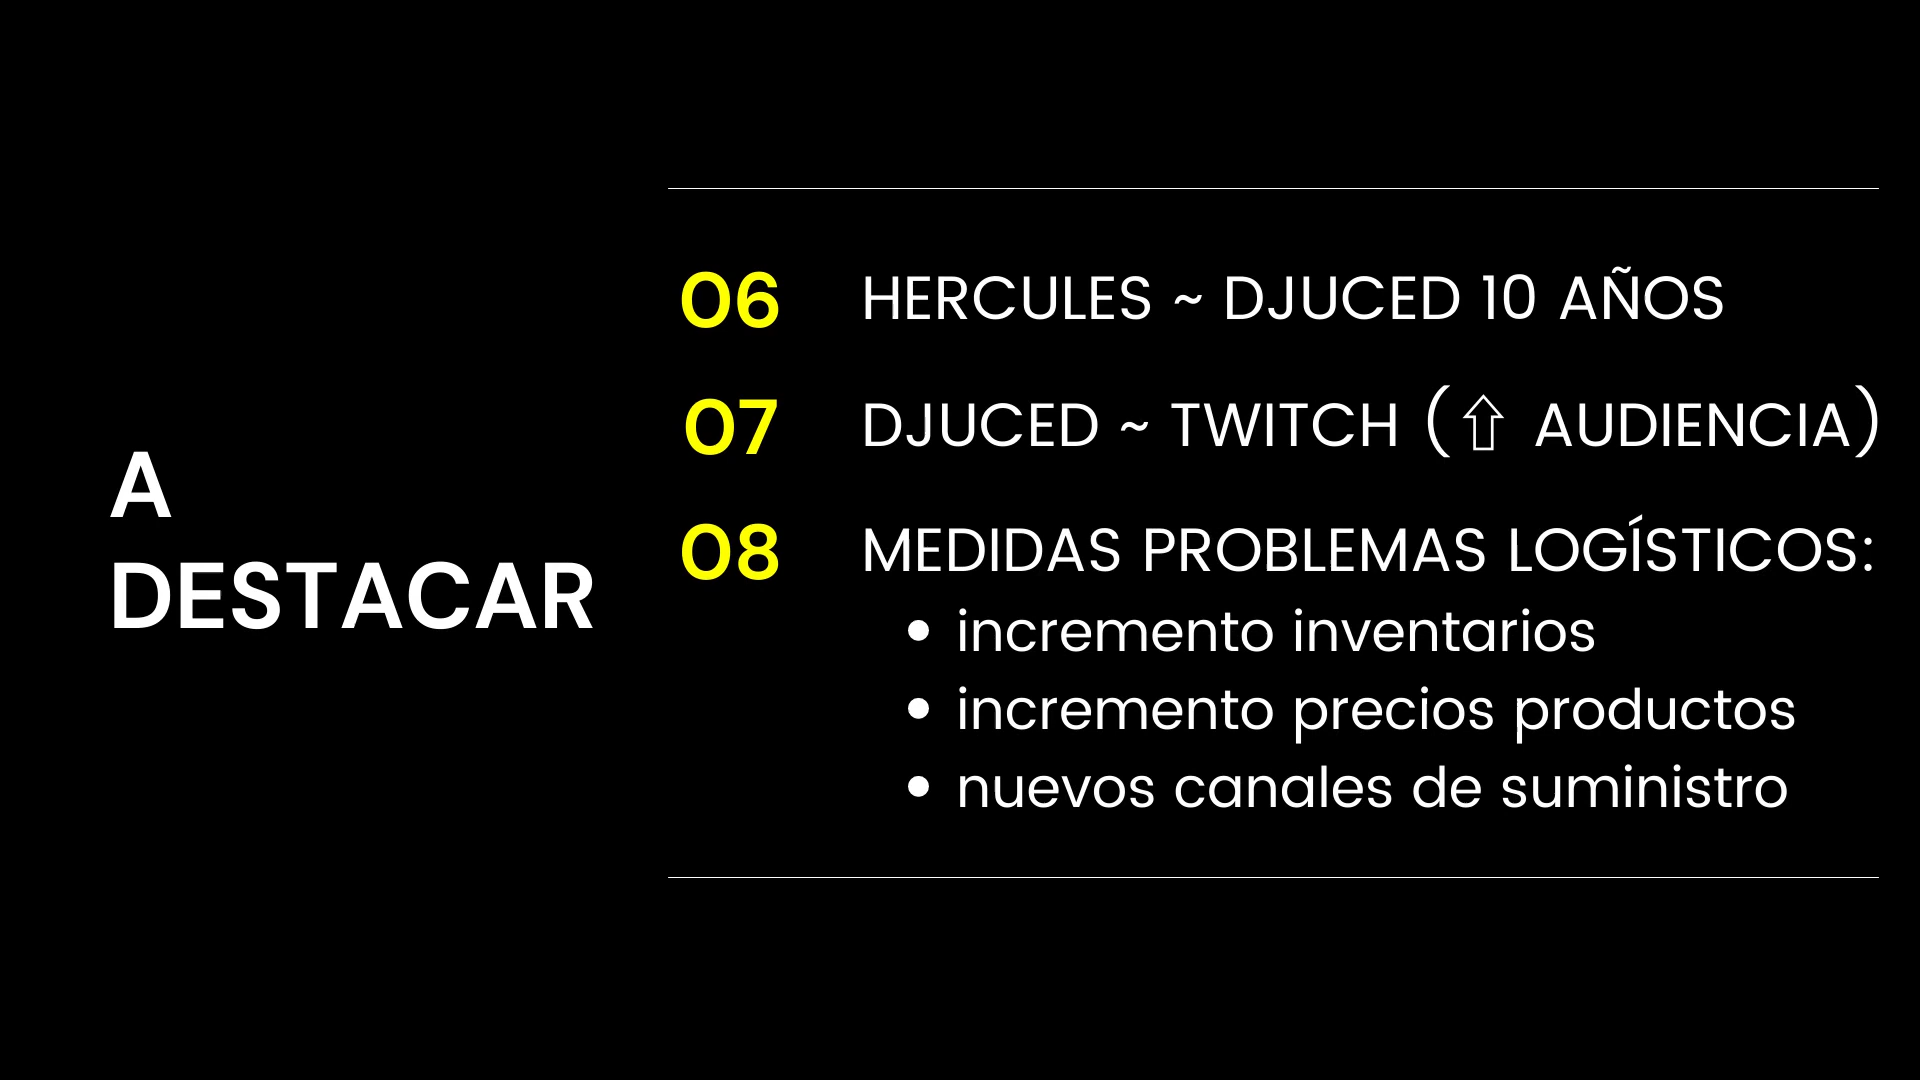 A
DESTACAR
06 HERCULES ~ DJUCED 10 AÑOS
07 DJUCED ~ TWITCH (⇧ AUDIENCIA)
08 MEDIDAS PROBLEMAS LOGÍSTICOS:
• incremento inventarios
• incremento precios productos
• nuevos canales de suministro